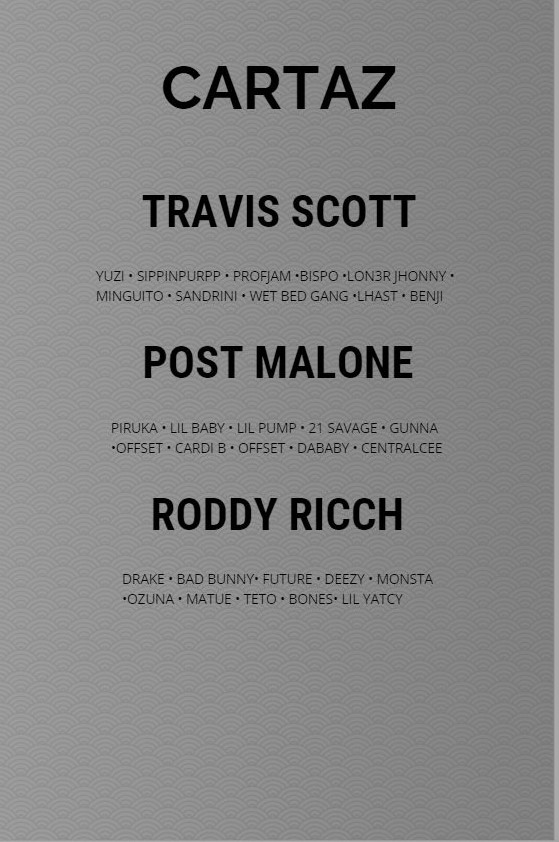 CARTAZ
TRAVIS SCOTT
YUZI • SIPPINPURPP • PROFJAM •BISPO •LON3R JHONNY •
MINGUITO • SANDRINI • WET BED GANG •LHAST • BENJI
POST MALONE
PIRUKA • LIL BABY • LIL PUMP • 21 SAVAGE • GUNNA
•OFFSET • CARDI B • OFFSET • DABABY • CENTRALCEE
RODDY RICCH
DRAKE • BAD BUNNY• FUTURE • DEEZY • MONSTA
•OZUNA • MATUE • TETO • BONES• LIL YATCY